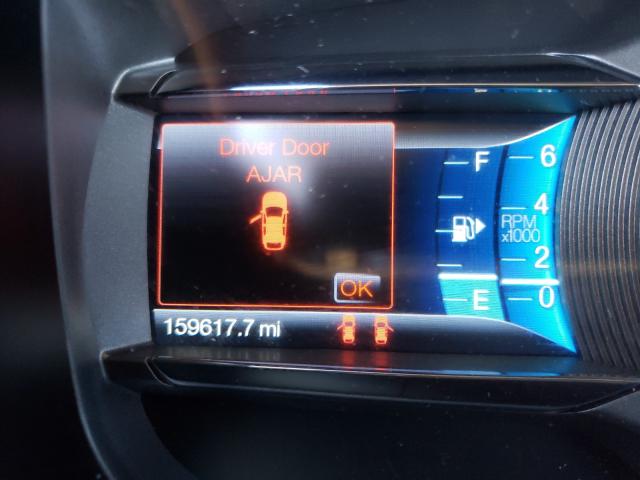 Driver Door
AJAR
OK
159617.7 mi
F
E
6
4
RPM
x1000
2
0